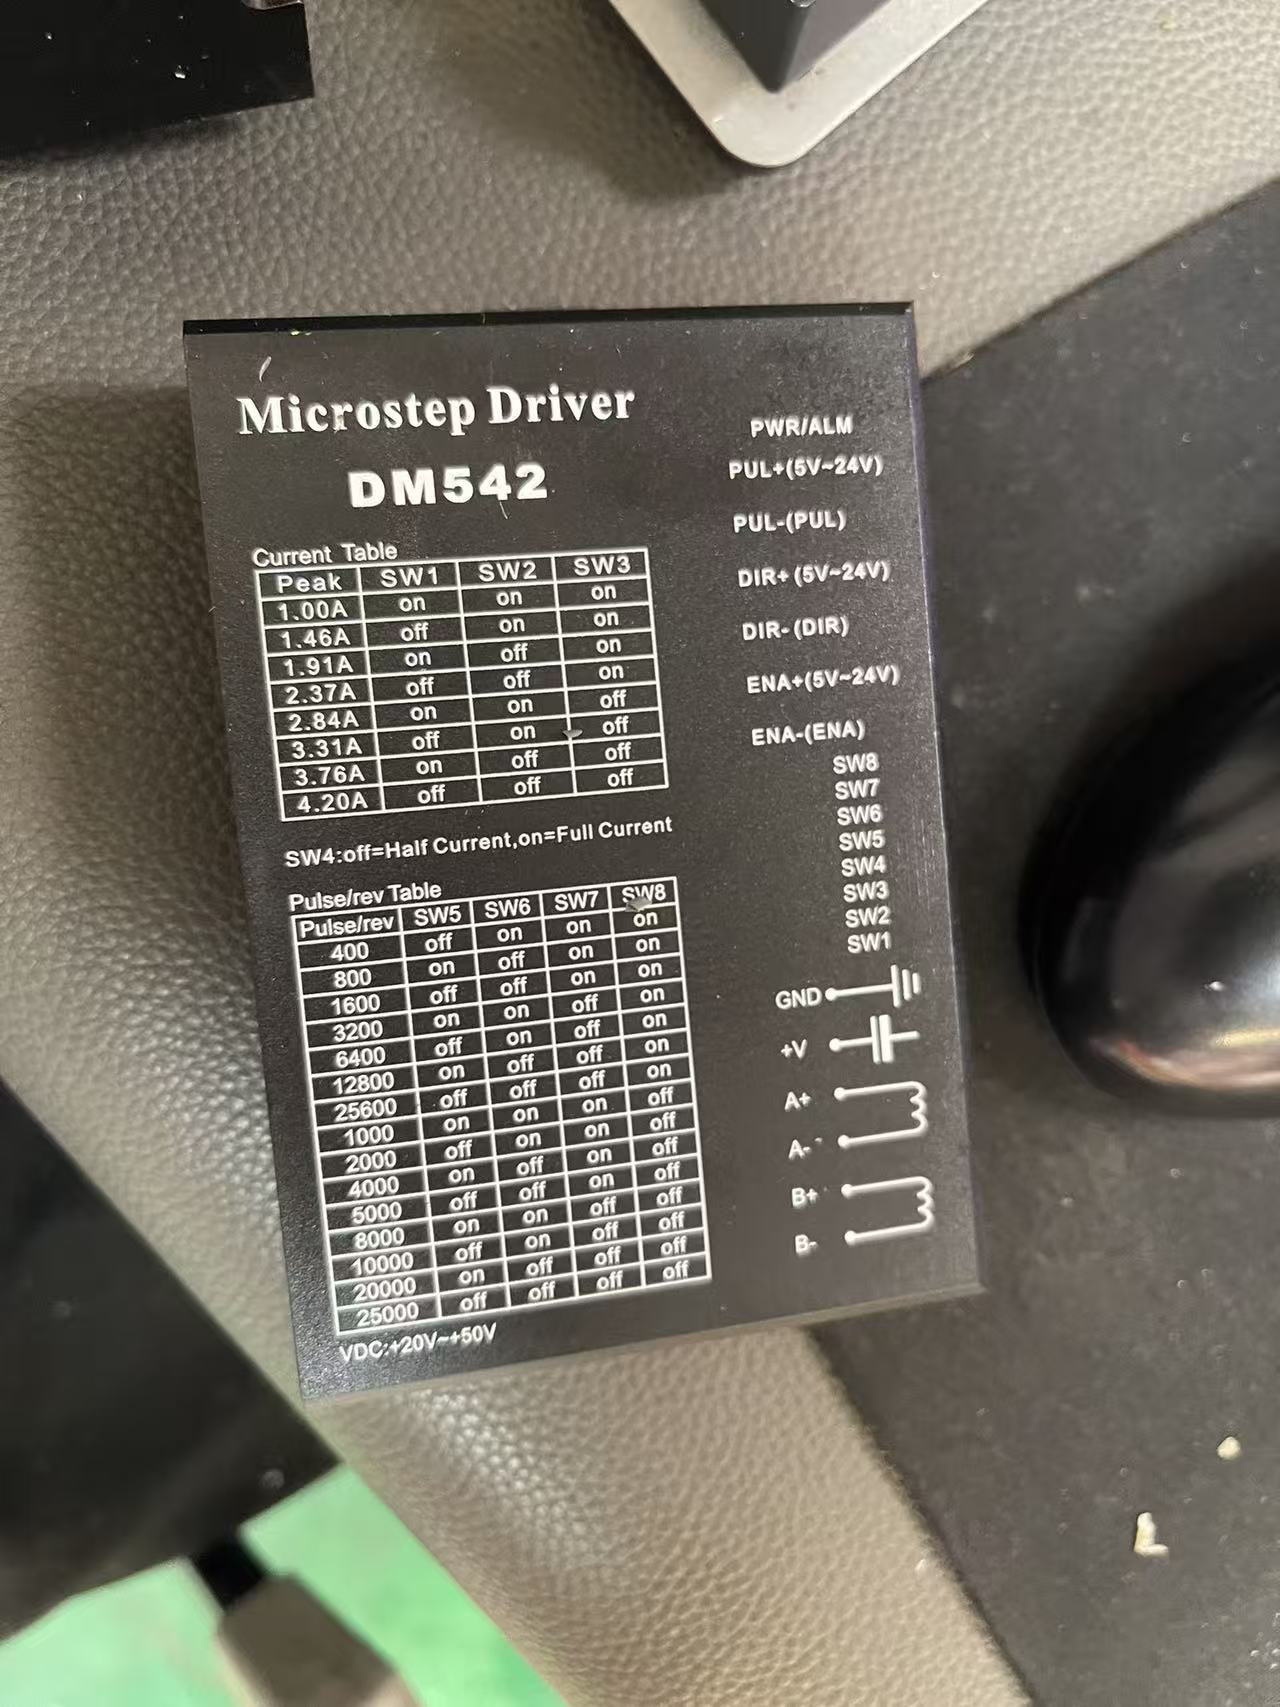 Microstep Driver
DM542
Current Table
Peak SW1 SW2 SW3
1.00A on on on
1.46A off on on
1.91A on off on
2.37A off off on
2.84A on on off
3.31A off on off
3.76A on off off
4.20A off off off
SW4:off=Half Current,on=Full Current
Pulse/rev Table
Pulse/rev SW5 SW6 SW7 SW8
400 off on on on
800 on off on on
1600 off off on on
3200 on on off on
6400 off on off on
12800 on off off on
25600 off off off on
1000 on on on off
2000 off on on off
4000 on off on off
5000 off off on off
8000 on on off off
10000 off on off off
20000 on off off off
25000 off off off off
VDC:+20V~+50V
PWR/ALM
PUL+(5V~24V)
PUL-(PUL)
DIR+ (5V~24V)
DIR- (DIR)
ENA+(5V~24V)
ENA-(ENA)
SW8
SW7
SW6
SW5
SW4
SW3
SW2
SW1
GND
+V
A+
A-
B+
B-